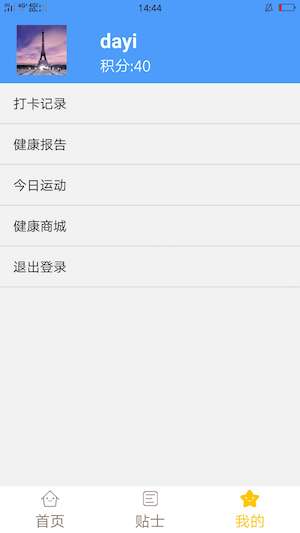 14:44
dayi
积分:40
打卡记录
健康报告
今日运动
健康商城
退出登录
首页
贴士
我的